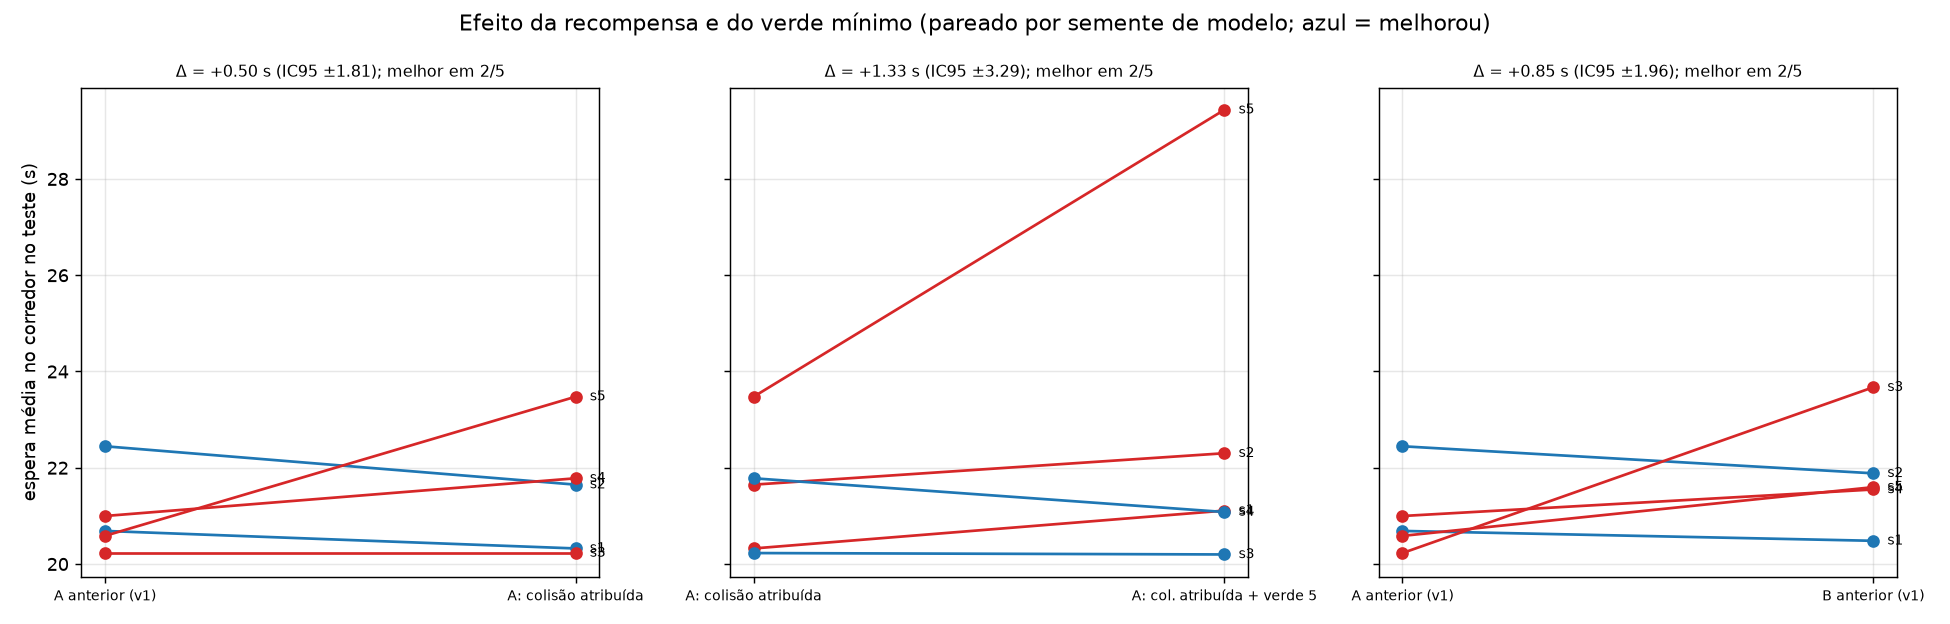 Efeito da recompensa e do verde mínimo (pareado por semente de modelo; azul = melhorou)
Δ = +0.50 s (IC95 ±1.81); melhor em 2/5
Δ = +1.33 s (IC95 ±3.29); melhor em 2/5
Δ = +0.85 s (IC95 ±1.96); melhor em 2/5
espera média no corredor no teste (s)
28
26
24
22
20
s5
s4
s2
s1
s3
s5
s2
s1
s4
s3
s3
s2
s5
s4
s1
A anterior (v1)
A: colisão atribuída
A: colisão atribuída
A: col. atribuída + verde 5
A anterior (v1)
B anterior (v1)